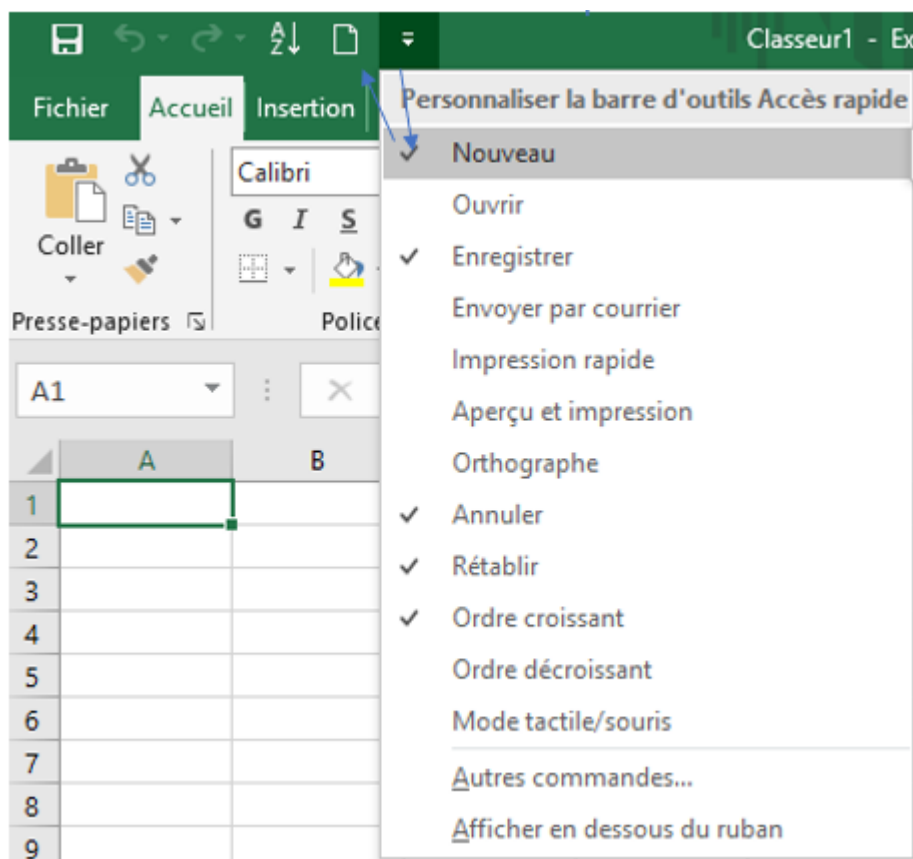 Classeur1 - Ex
Fichier Accueil Insertion
Personnaliser la barre d'outils Accès rapide
Nouveau
Ouvrir
Enregistrer
Envoyer par courrier
Impression rapide
Aperçu et impression
Orthographe
Annuler
Rétablir
Ordre croissant
Ordre décroissant
Mode tactile/souris
Autres commandes...
Afficher en dessous du ruban
Coller
Presse-papiers
Calibri
G I S
Police
A1
A B
1
2
3
4
5
6
7
8
9